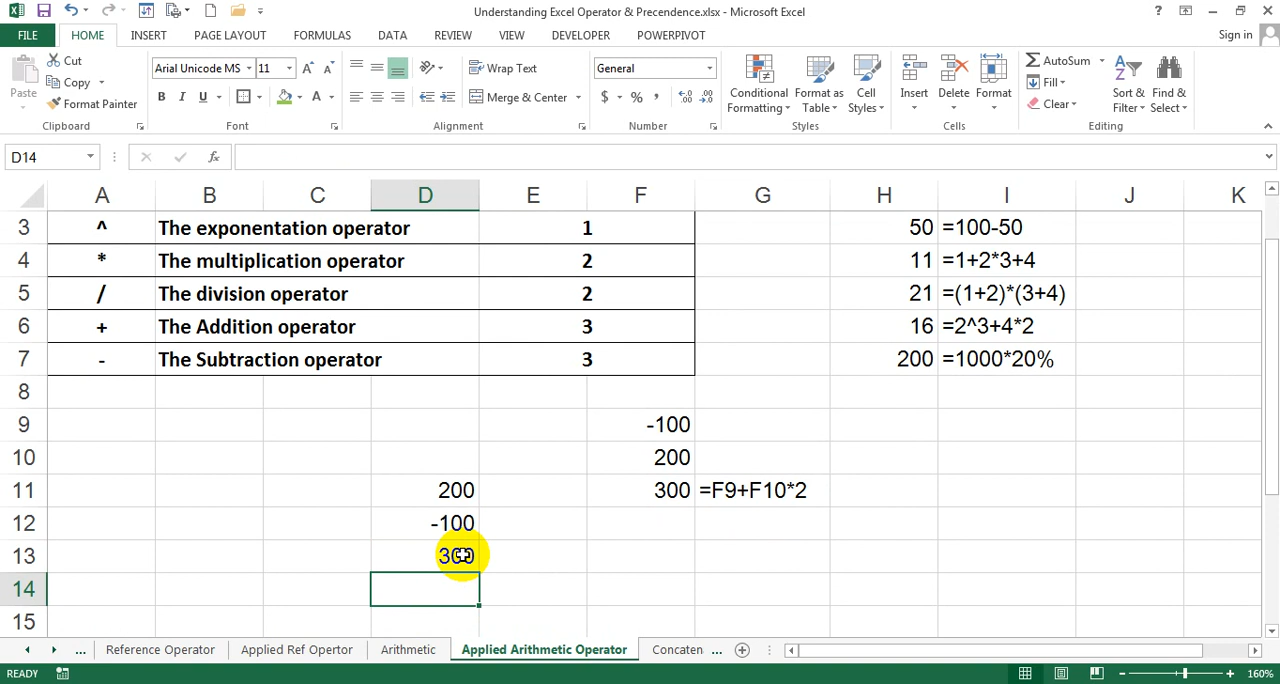 Understanding Excel Operator & Precendence.xlsx - Microsoft Excel
?
FILE HOME INSERT PAGE LAYOUT FORMULAS DATA REVIEW VIEW DEVELOPER POWERPIVOT Sign in
Paste
Cut
Copy
Format Painter
Clipboard
Arial Unicode MS 11
B I U
Font
Wrap Text
Merge & Center
Alignment
General
$ % ,
Number
Conditional Formatting
Format as Table
Cell Styles
Styles
Insert Delete Format
Cells
AutoSum
Fill
Clear
Sort & Filter
Find & Select
Editing
D14 fx
A B C D E F G H I J K
3 ^ The exponentation operator 1 50 =100-50
4 * The multiplication operator 2 11 =1+2*3+4
5 / The division operator 2 21 =(1+2)*(3+4)
6 + The Addition operator 3 16 =2^3+4*2
7 - The Subtraction operator 3 200 =1000*20%
8
9 -100
10 200
11 200 300 =F9+F10*2
12 -100
13 300
14
15
... Reference Operator Applied Ref Opertor Arithmetic Applied Arithmetic Operator Concaten ...
READY 160%